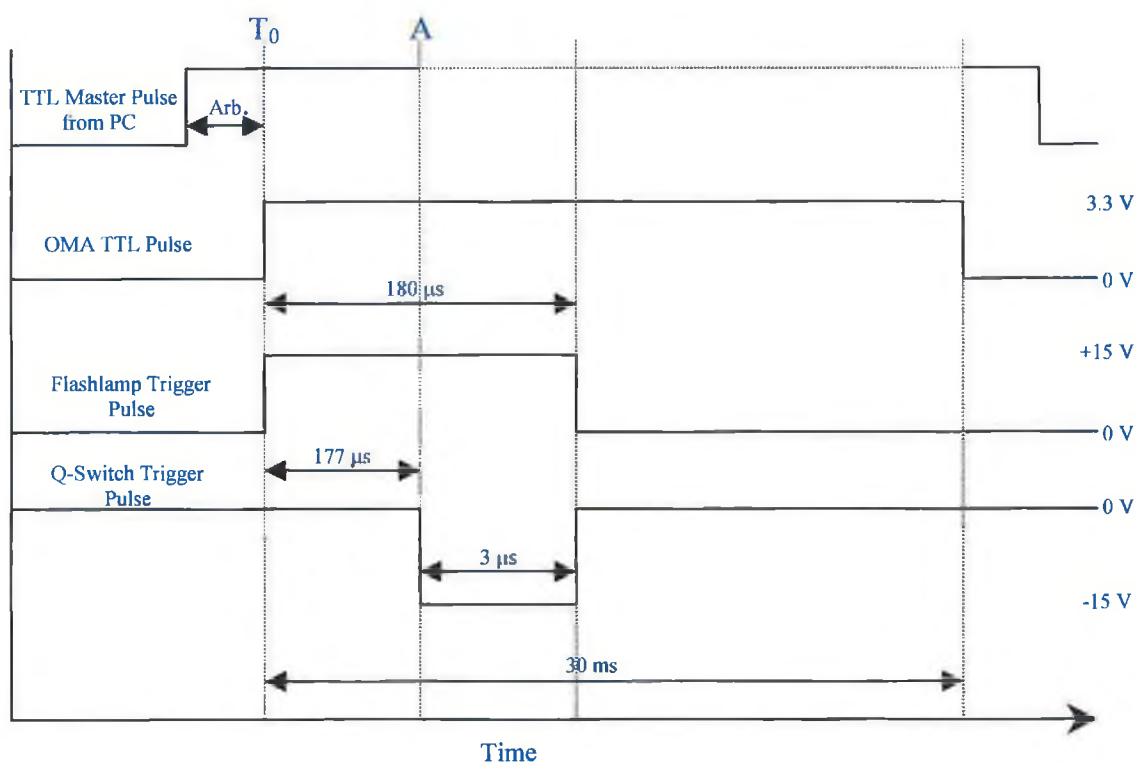 T0
A
TTL Master Pulse
from PC
Arb.
3.3 V
OMA TTL Pulse
0 V
180 μs
+15 V
Flashlamp Trigger
Pulse
0 V
177 μs
Q-Switch Trigger
Pulse
0 V
3 μs
-15 V
30 ms
Time